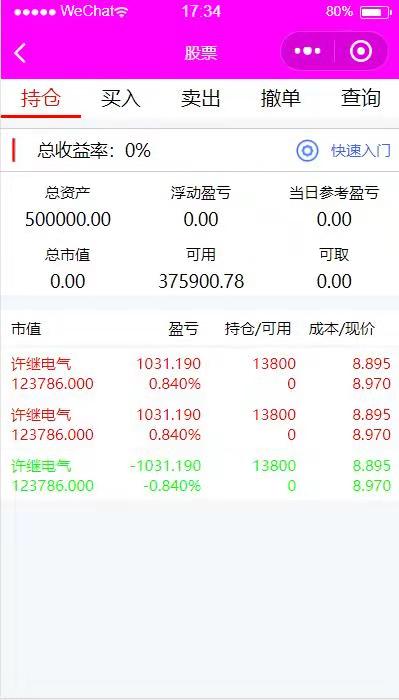 WeChat 17:34 80%
股票
持仓 买入 卖出 撤单 查询
总收益率：0% 快速入门
总资产 浮动盈亏 当日参考盈亏
500000.00 0.00 0.00
总市值 可用 可取
0.00 375900.78 0.00
市值 盈亏 持仓/可用 成本/现价
许继电气 1031.190 13800 8.895
123786.000 0.840% 0 8.970
许继电气 1031.190 13800 8.895
123786.000 0.840% 0 8.970
许继电气 -1031.190 13800 8.895
123786.000 -0.840% 0 8.970